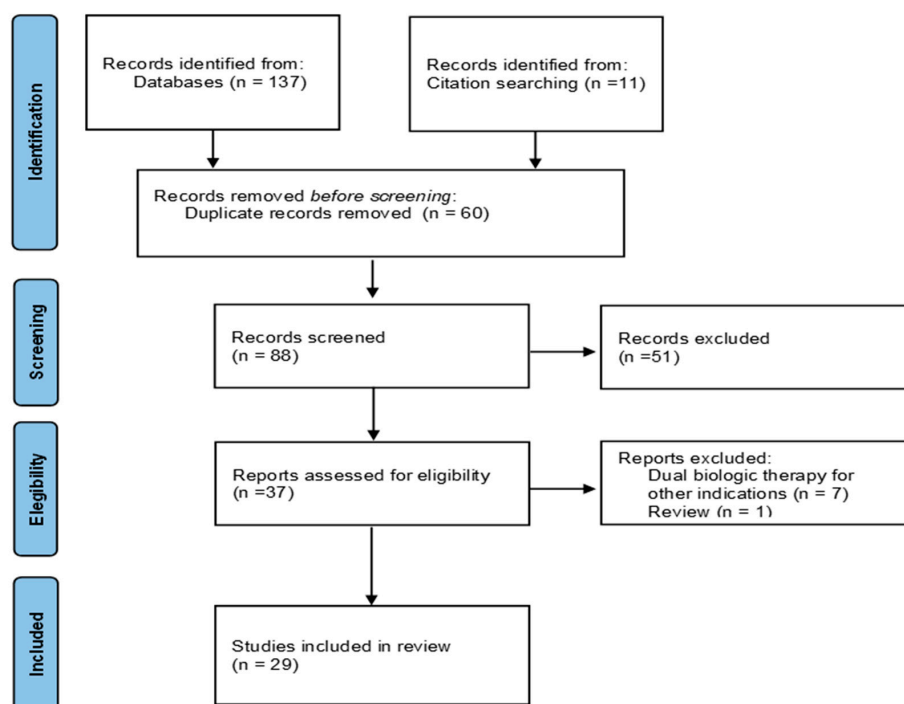 Identification
Records identified from:
Databases (n = 137)
Records identified from:
Citation searching (n =11)
Records removed before screening:
Duplicate records removed (n = 60)
Screening
Records screened
(n = 88)
Records excluded
(n =51)
Elegibility
Reports assessed for eligibility
(n =37)
Reports excluded:
Dual biologic therapy for
other indications (n = 7)
Review (n = 1)
Included
Studies included in review
(n = 29)